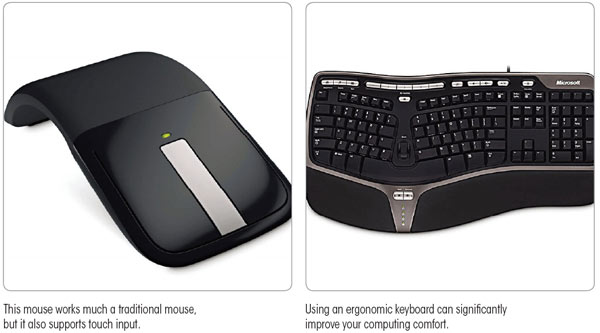 Microsoft
This mouse works much a traditional mouse,
but it also supports touch input.
Using an ergonomic keyboard can significantly
improve your computing comfort.